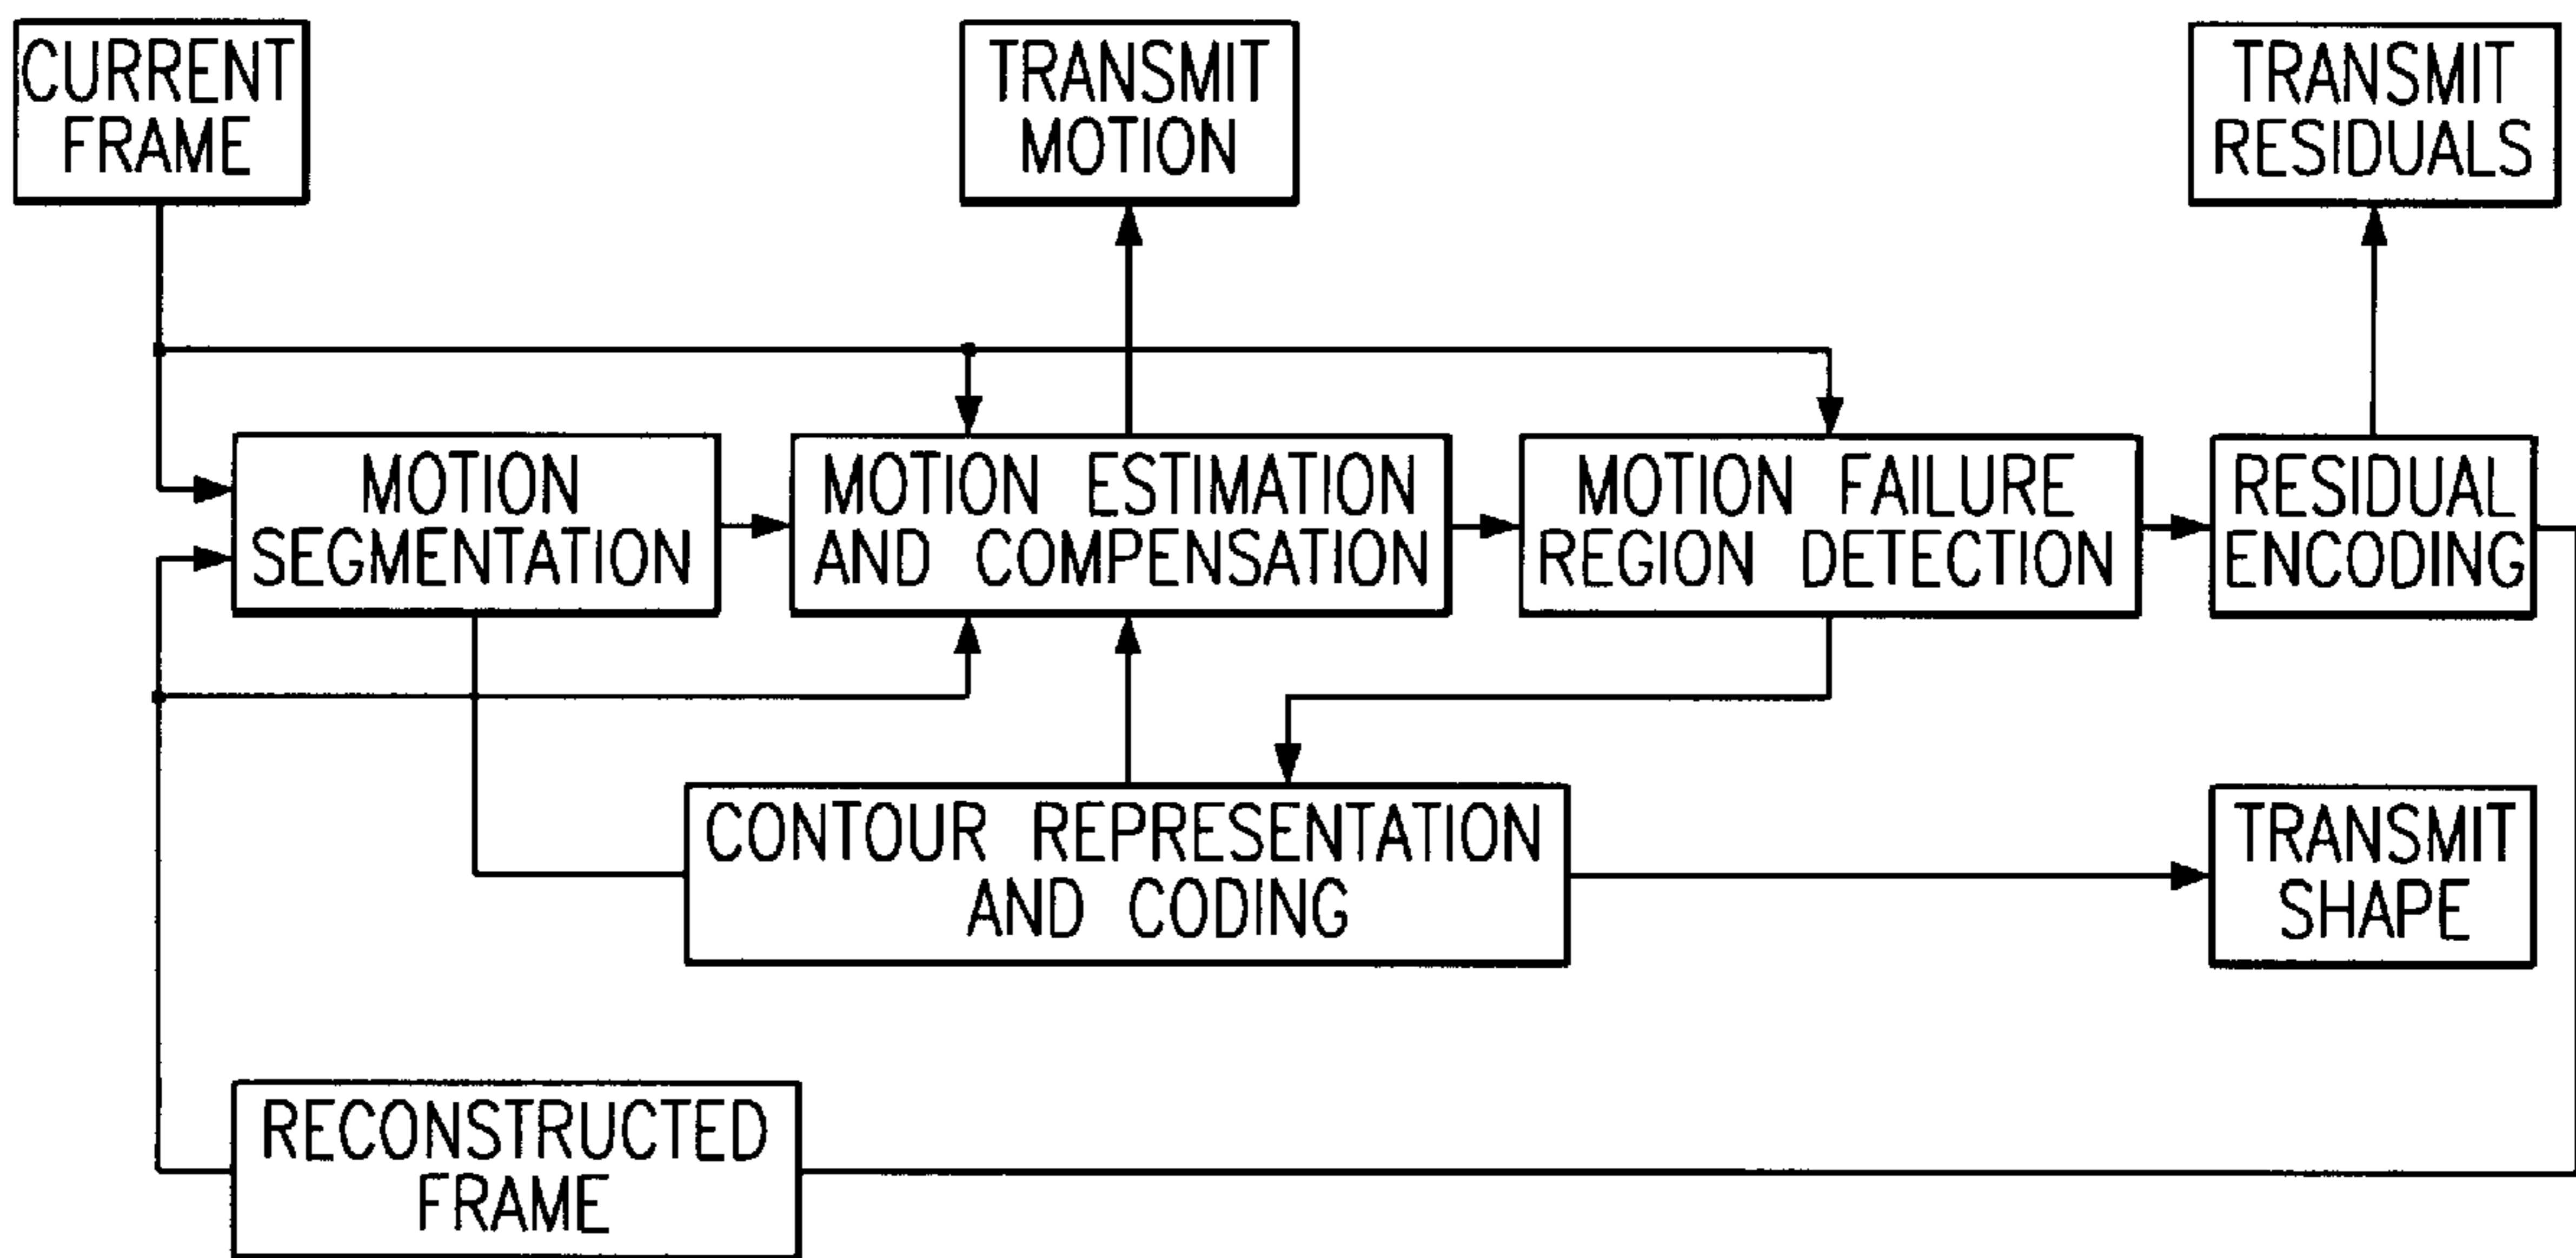 CURRENT
FRAME
TRANSMIT
MOTION
TRANSMIT
RESIDUALS
MOTION
SEGMENTATION
MOTION ESTIMATION
AND COMPENSATION
MOTION FAILURE
REGION DETECTION
RESIDUAL
ENCODING
CONTOUR REPRESENTATION
AND CODING
TRANSMIT
SHAPE
RECONSTRUCTED
FRAME